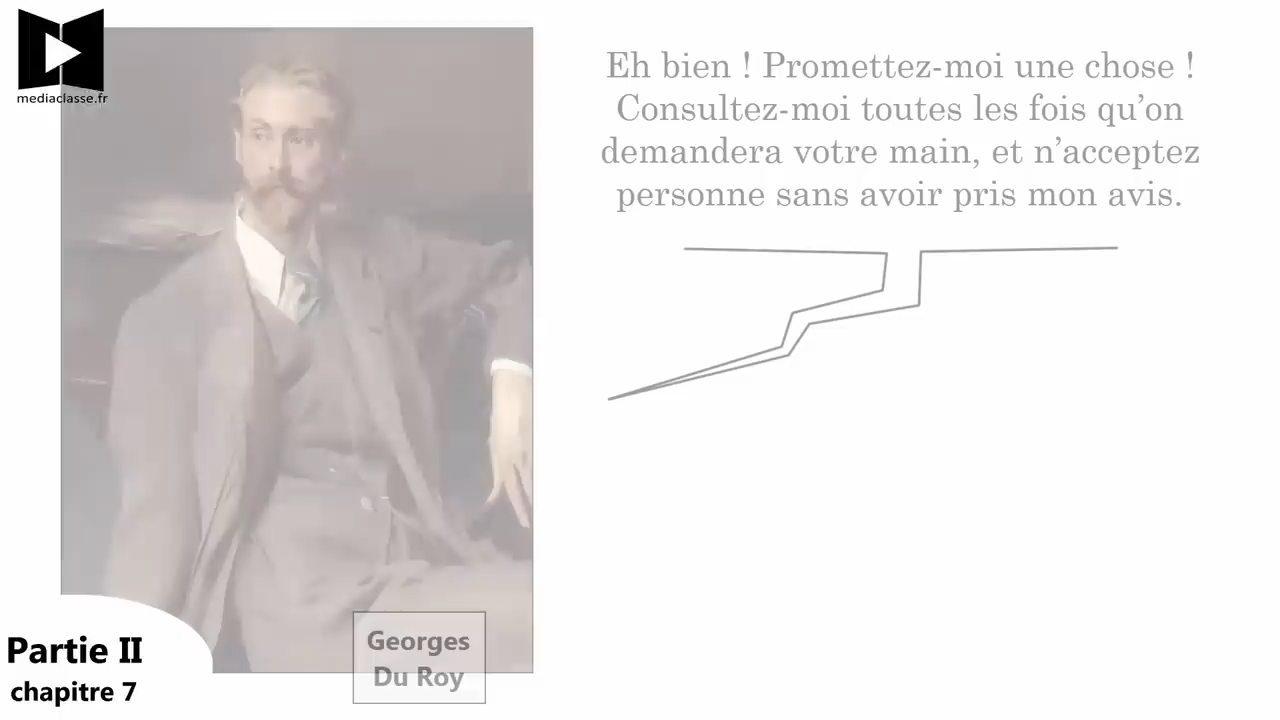 mediaclasse.fr
Eh bien ! Promettez-moi une chose !
Consultez-moi toutes les fois qu’on
demandera votre main, et n’acceptez
personne sans avoir pris mon avis.
Georges
Du Roy
Partie II
chapitre 7